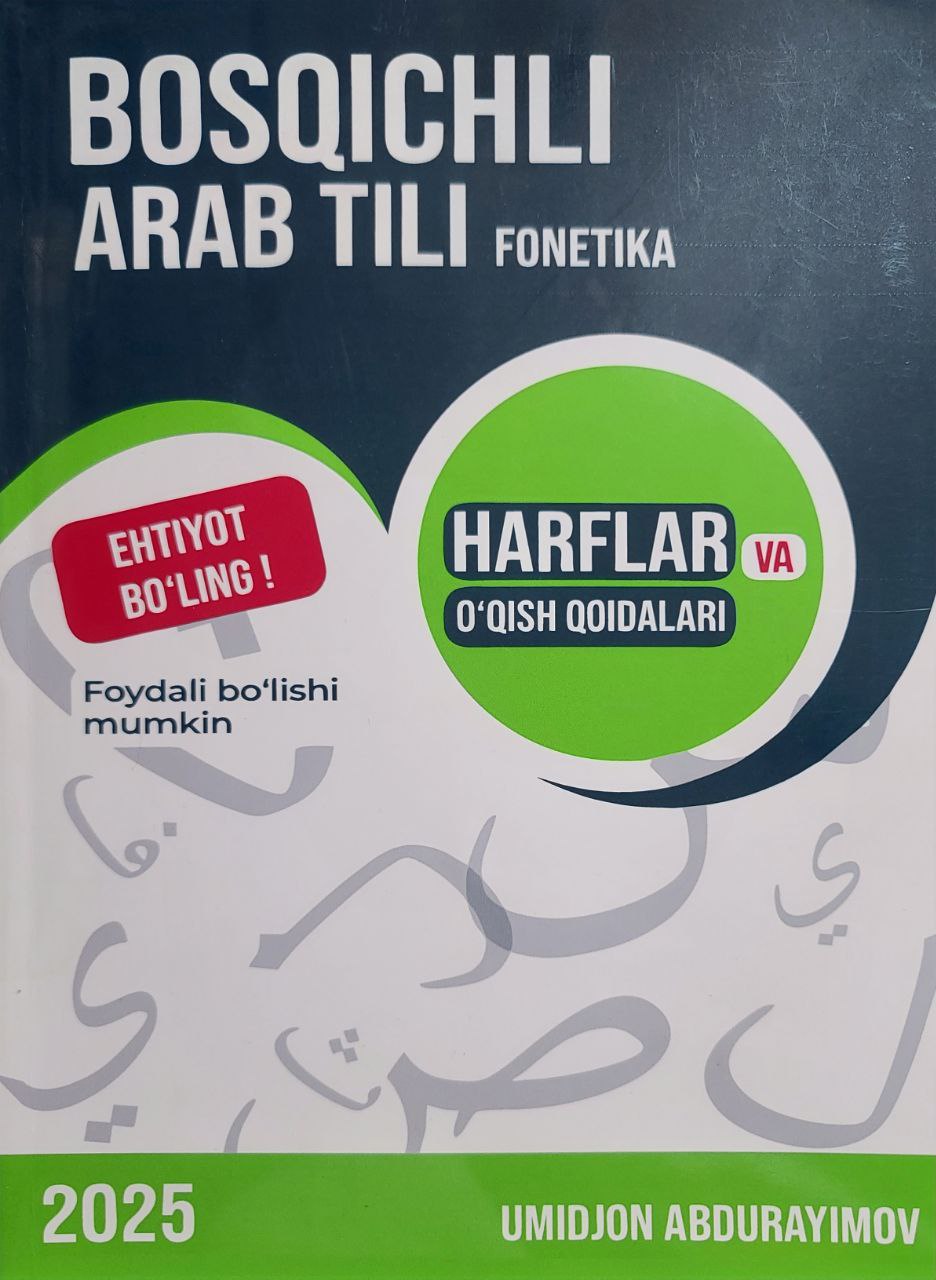 BOSQICHLI
ARAB TILI FONETIKA
HARFLAR VA
O‘QISH QOIDALARI
EHTIYOT
BO‘LING !
Foydali bo‘lishi
mumkin
2025
UMIDJON ABDURAYIMOV